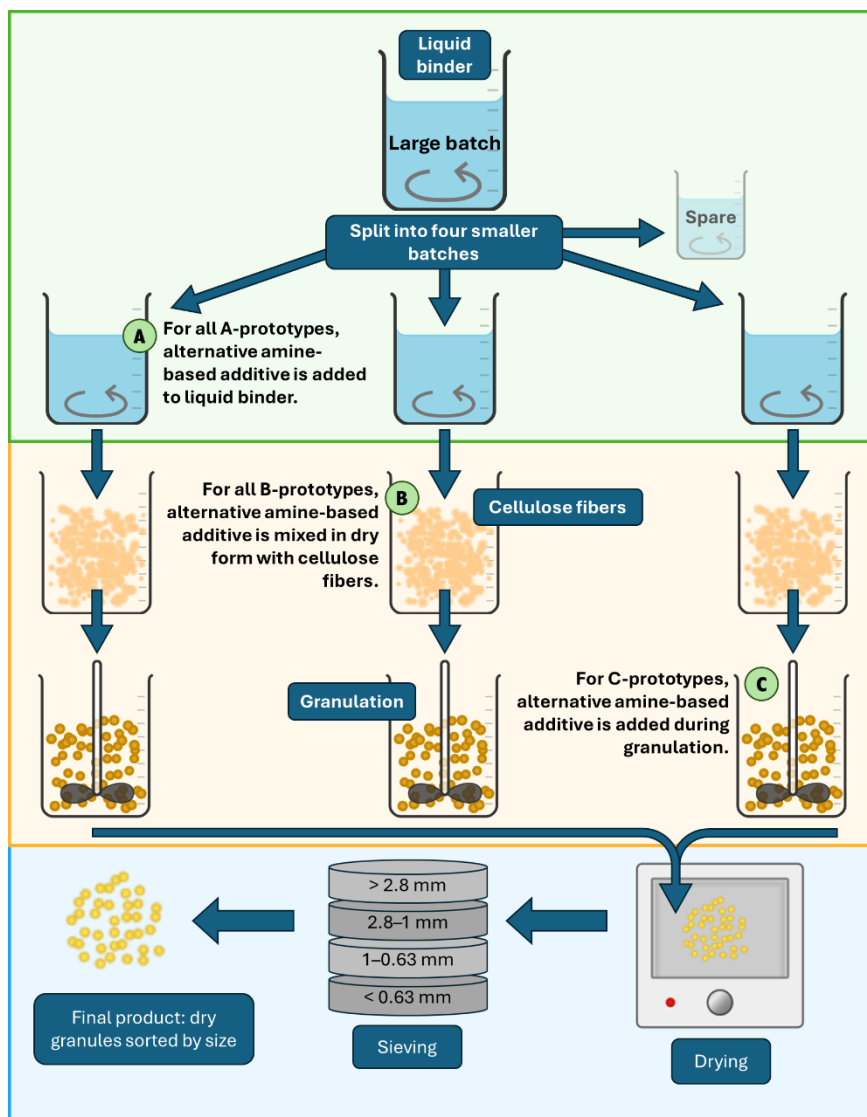 Liquid
binder
Large batch
Spare
Split into four smaller
batches
A
For all A-prototypes,
alternative amine-
based additive is added
to liquid binder.
For all B-prototypes,
alternative amine-based
additive is mixed in dry
form with cellulose
fibers.
B
Cellulose fibers
Granulation
For C-prototypes,
alternative amine-based
additive is added during
granulation.
C
> 2.8 mm
2.8–1 mm
1–0.63 mm
< 0.63 mm
Final product: dry
granules sorted by size
Sieving
Drying